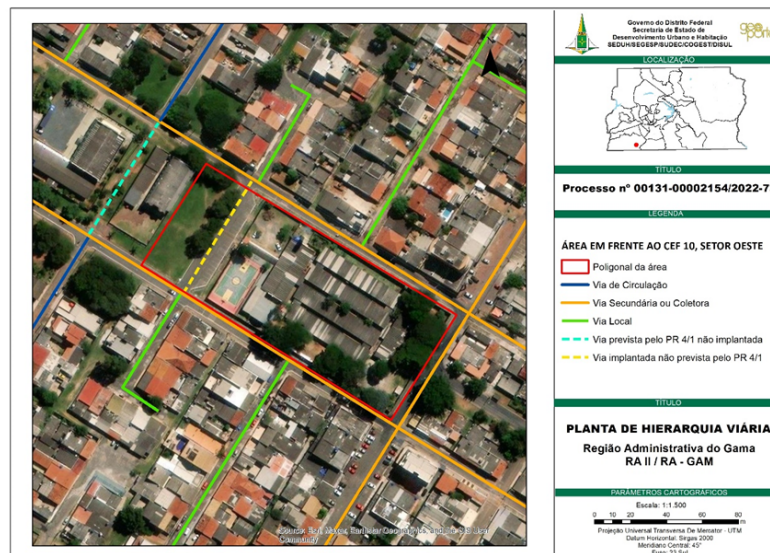 Governo do Distrito Federal
Secretaria de Estado de
Desenvolvimento Urbano e Habitação
SEDUH/SEGESP/SUDEC/COGEST/DISUL
LOCALIZAÇÃO
TÍTULO
Processo nº 00131-00002154/2022-7
LEGENDA
ÁREA EM FRENTE AO CEF 10, SETOR OESTE
Poligonal da área
Via de Circulação
Via Secundária ou Coletora
Via Local
Via prevista pelo PR 4/1 não implantada
Via implantada não prevista pelo PR 4/1
TÍTULO
PLANTA DE HIERARQUIA VIÁRIA
Região Administrativa do Gama
RA II / RA - GAM
PARÂMETROS CARTOGRÁFICOS
Escala: 1:1.500
0 10 20 40 60 80
Projeção Universal Transversa De Mercator - UTM
Datum Horizontal: Sirgas 2000
Meridiano Central: 45°
Fuso: 23 Sul
Community